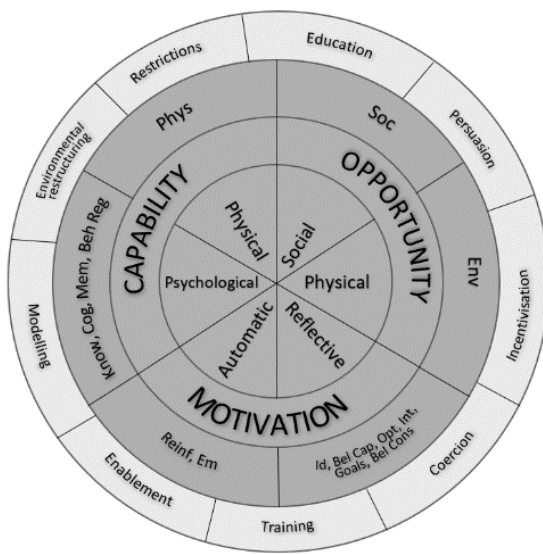 Education
Persuasion
Incentivisation
Coercion
Training
Enablement
Modelling
Environmental
restructuring
Restrictions
Soc
Env
Id, Bel Cap, Opt, Int,
Goals, Bel Cons
Reinf, Em
Know, Cog, Mem, Beh Reg
Phys
CAPABILITY
OPPORTUNITY
MOTIVATION
Physical
Social
Physical
Reflective
Automatic
Psychological